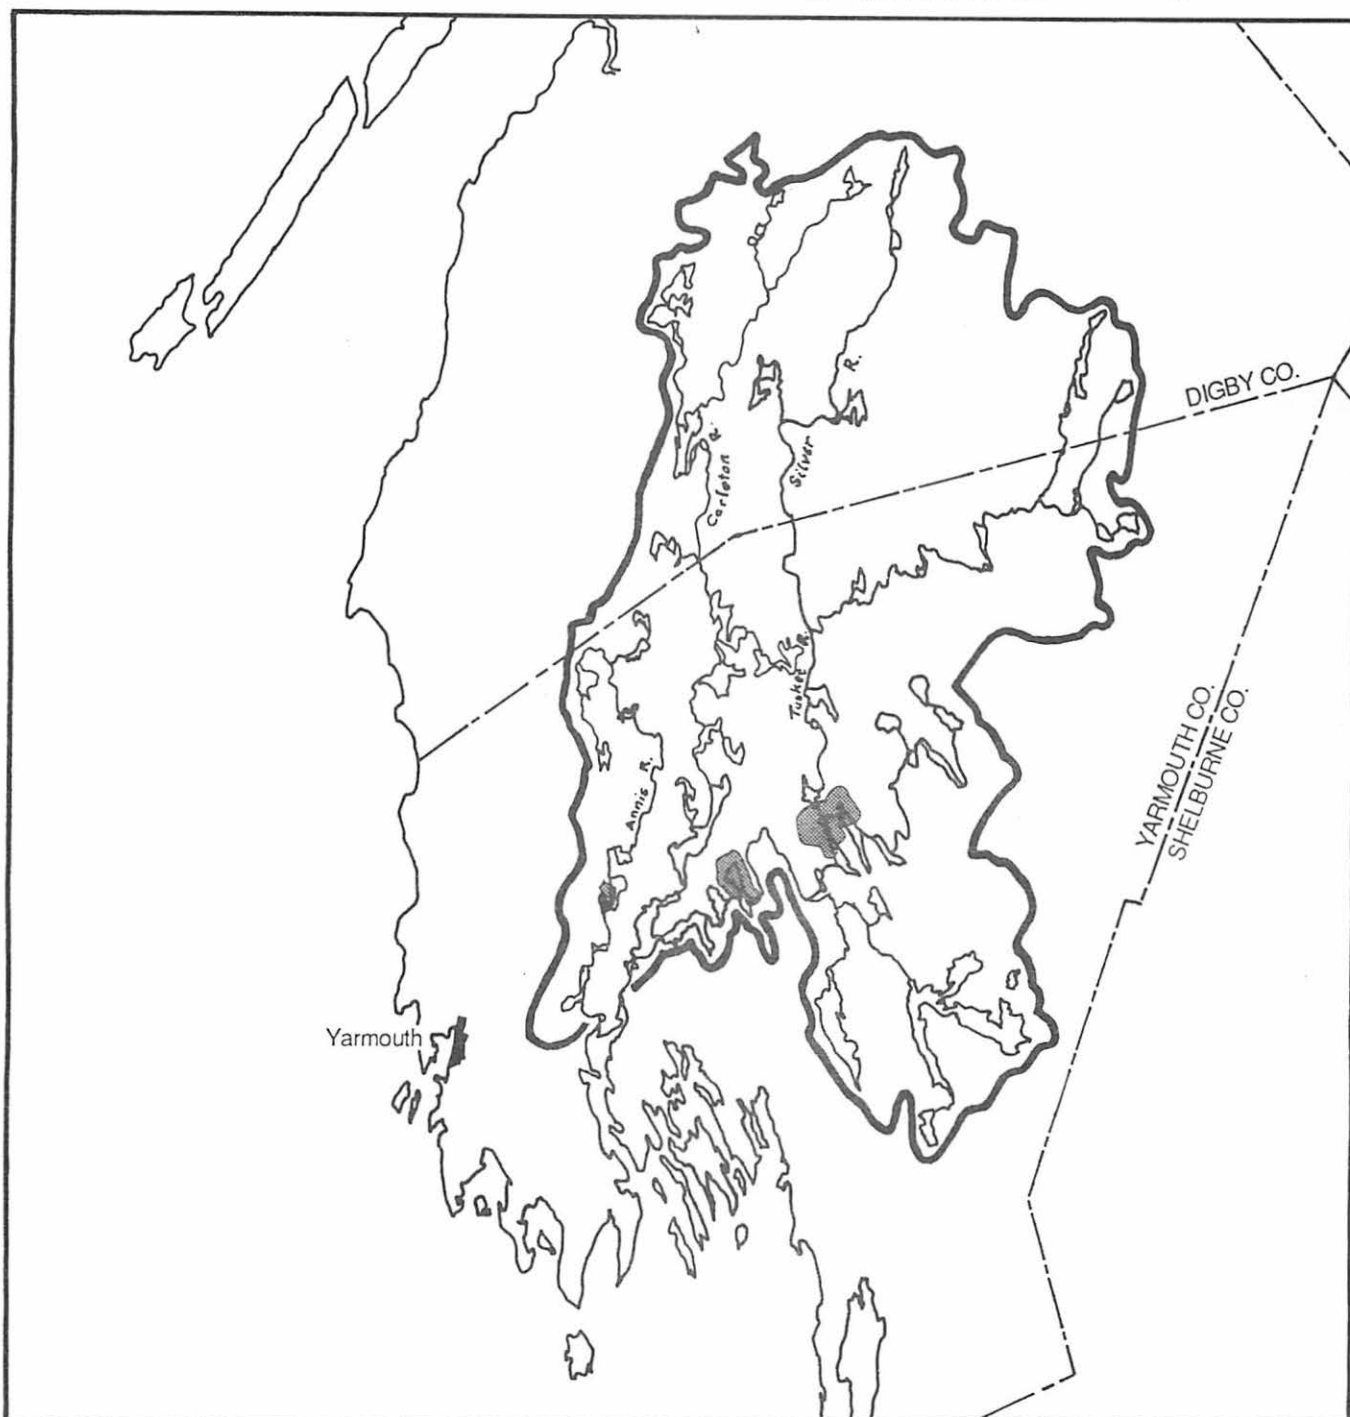 DIGBY CO.
Carleton R.
Silver R.
Tusket R.
Annis R.
YARMOUTH CO.
SHELBURNE CO.
Yarmouth